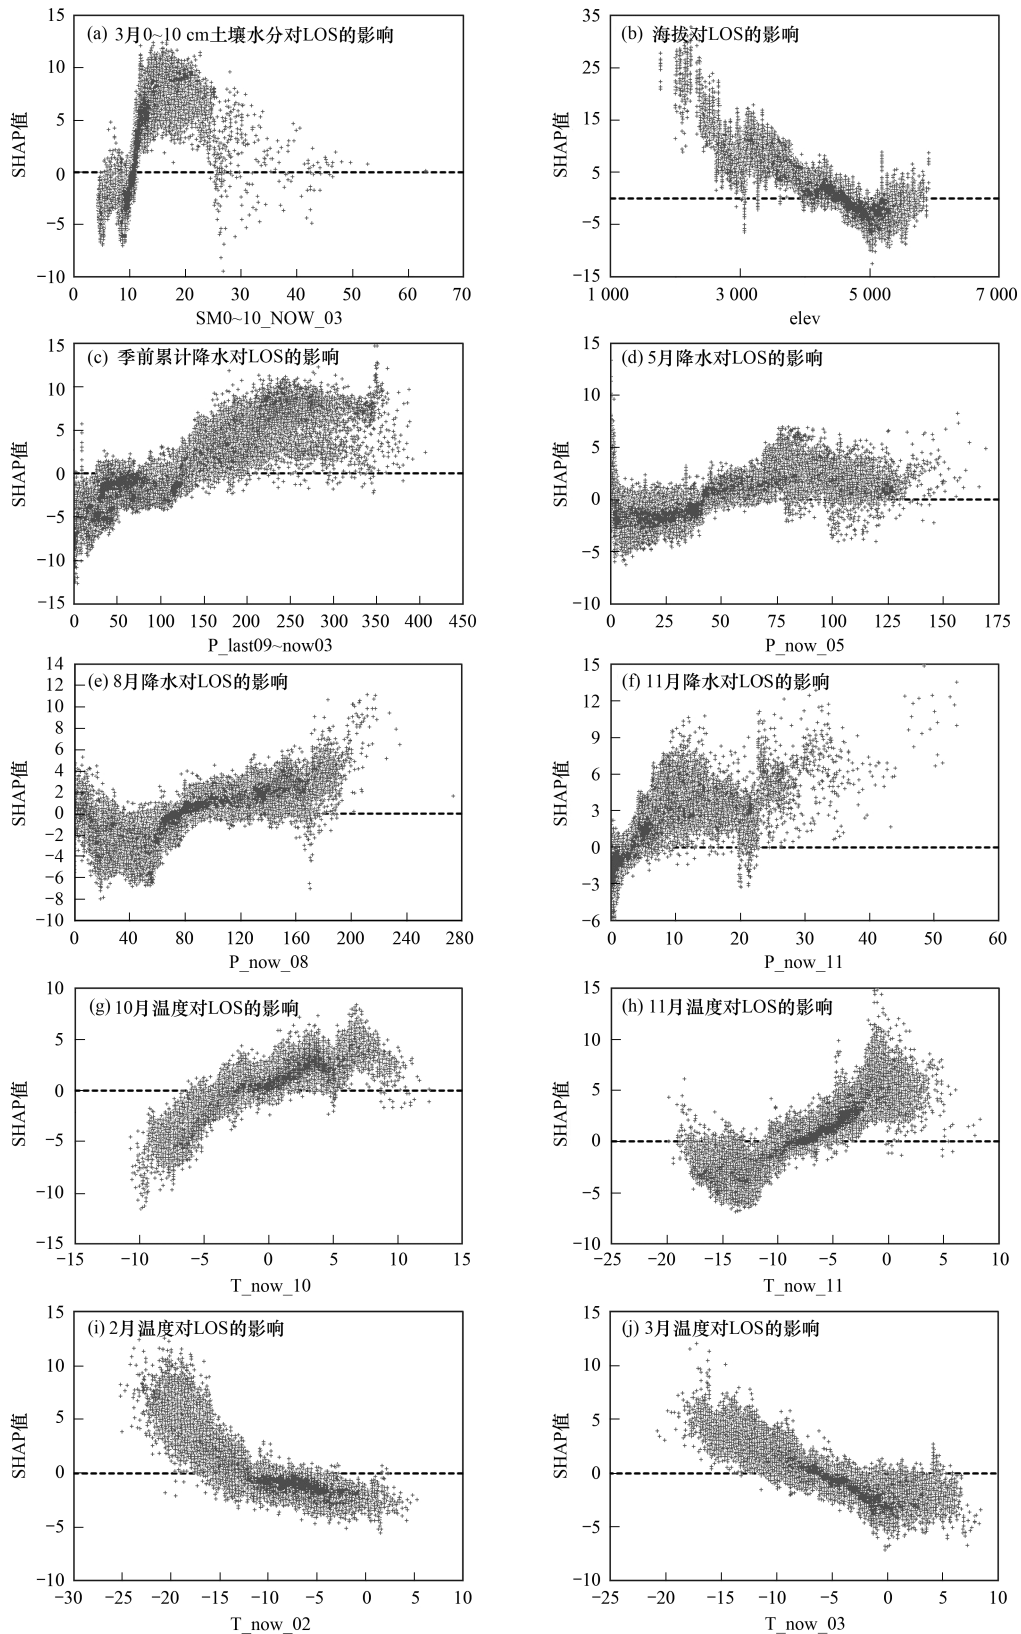 (a) 3月0~10 cm土壤水分对LOS的影响
15
10
5
0
−5
−10
SHAP值
0 10 20 30 40 50 60 70
SM0~10_NOW_03
(b) 海拔对LOS的影响
35
25
15
5
−5
−15
SHAP值
1 000 3 000 5 000 7 000
elev
(c) 季前累计降水对LOS的影响
15
10
5
0
−5
−10
−15
SHAP值
0 50 100 150 200 250 300 350 400 450
P_last09~now03
(d) 5月降水对LOS的影响
15
10
5
0
−5
−10
SHAP值
0 25 50 75 100 125 150 175
P_now_05
(e) 8月降水对LOS的影响
14
12
10
8
6
4
2
0
−2
−4
−6
−8
−10
SHAP值
0 40 80 120 160 200 240 280
P_now_08
(f) 11月降水对LOS的影响
15
12
9
6
3
0
−3
−6
SHAP值
0 10 20 30 40 50 60
P_now_11
(g) 10月温度对LOS的影响
10
5
0
−5
−10
−15
SHAP值
−15 −10 −5 0 5 10 15
T_now_10
(h) 11月温度对LOS的影响
15
10
5
0
−5
−10
SHAP值
−25 −20 −15 −10 −5 0 5 10
T_now_11
(i) 2月温度对LOS的影响
15
10
5
0
−5
−10
SHAP值
−30 −25 −20 −15 −10 −5 0 5 10
T_now_02
(j) 3月温度对LOS的影响
15
10
5
0
−5
−10
SHAP值
−25 −20 −15 −10 −5 0 5 10
T_now_03